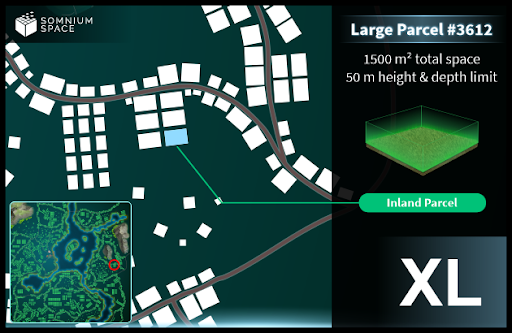 SOMNIUM
SPACE
Large Parcel #3612
1500 m² total space
50 m height & depth limit
Inland Parcel
XL